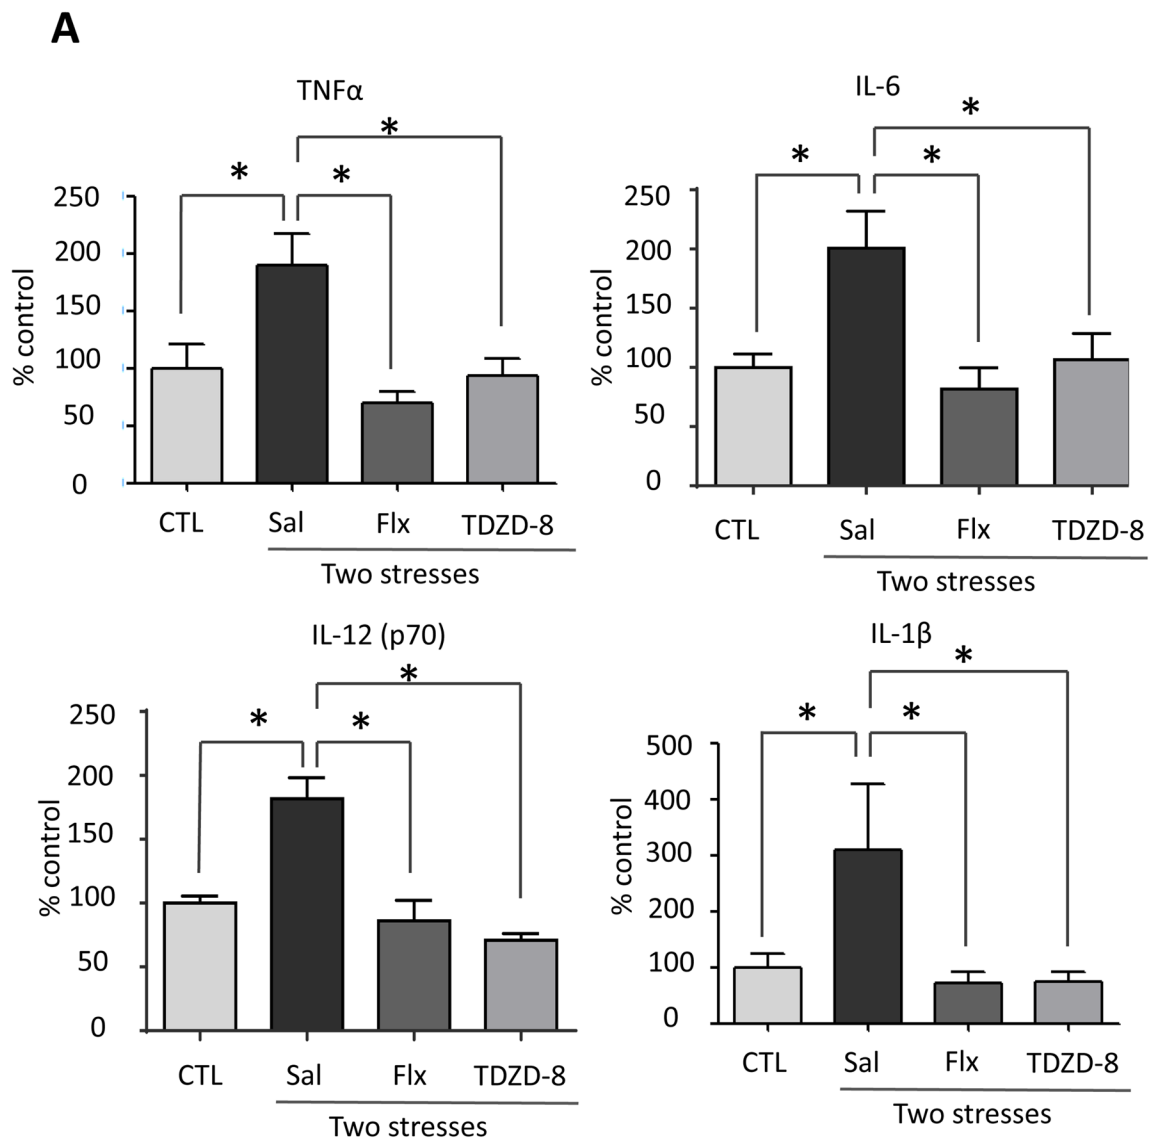 A
TNFα
*
* *
% control
250
200
150
100
50
0
CTL Sal Flx TDZD-8
Two stresses
IL-6
*
* *
% control
250
200
150
100
50
0
CTL Sal Flx TDZD-8
Two stresses
IL-12 (p70)
*
* *
% control
250
200
150
100
50
0
CTL Sal Flx TDZD-8
Two stresses
IL-1β
*
* *
% control
500
400
300
200
100
0
CTL Sal Flx TDZD-8
Two stresses